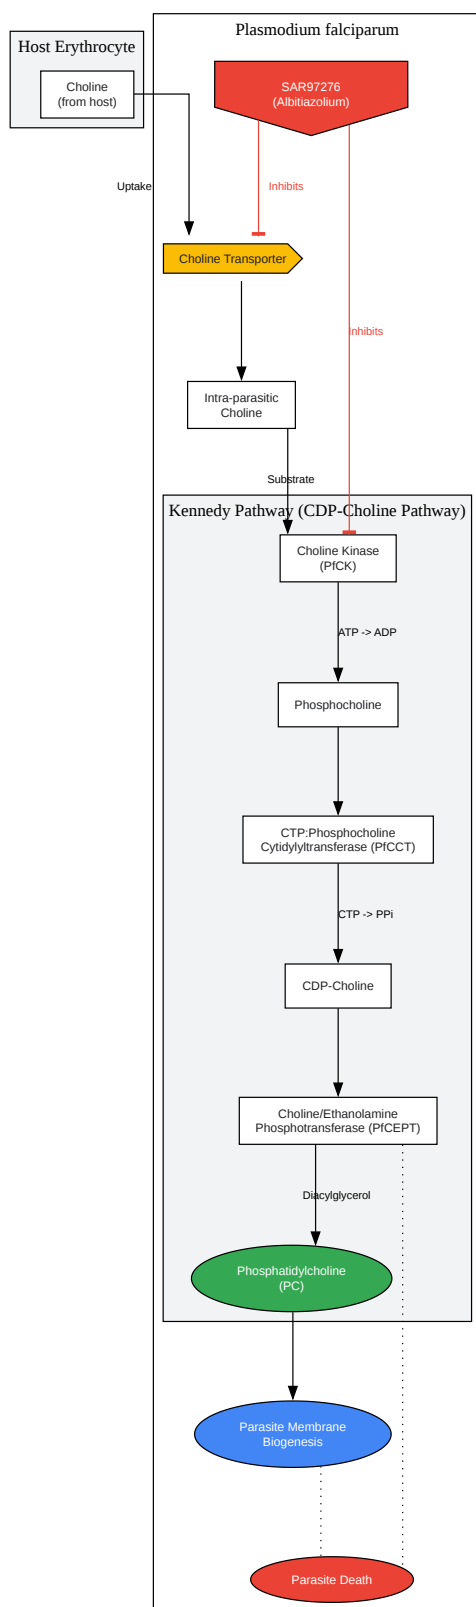 Plasmodium falciparum
Host Erythrocyte
Choline
(from host)
SAR97276
(Albitiazolium)
Uptake
Inhibits
Choline Transporter
Inhibits
Intra-parasitic
Choline
Substrate
Kennedy Pathway (CDP-Choline Pathway)
Choline Kinase
(PfCK)
ATP -> ADP
Phosphocholine
CTP:Phosphocholine
Cytidylyltransferase (PfCCT)
CTP -> PPi
CDP-Choline
Choline/Ethanolamine
Phosphotransferase (PfCEPT)
Diacylglycerol
Phosphatidylcholine
(PC)
Parasite Membrane
Biogenesis
Parasite Death